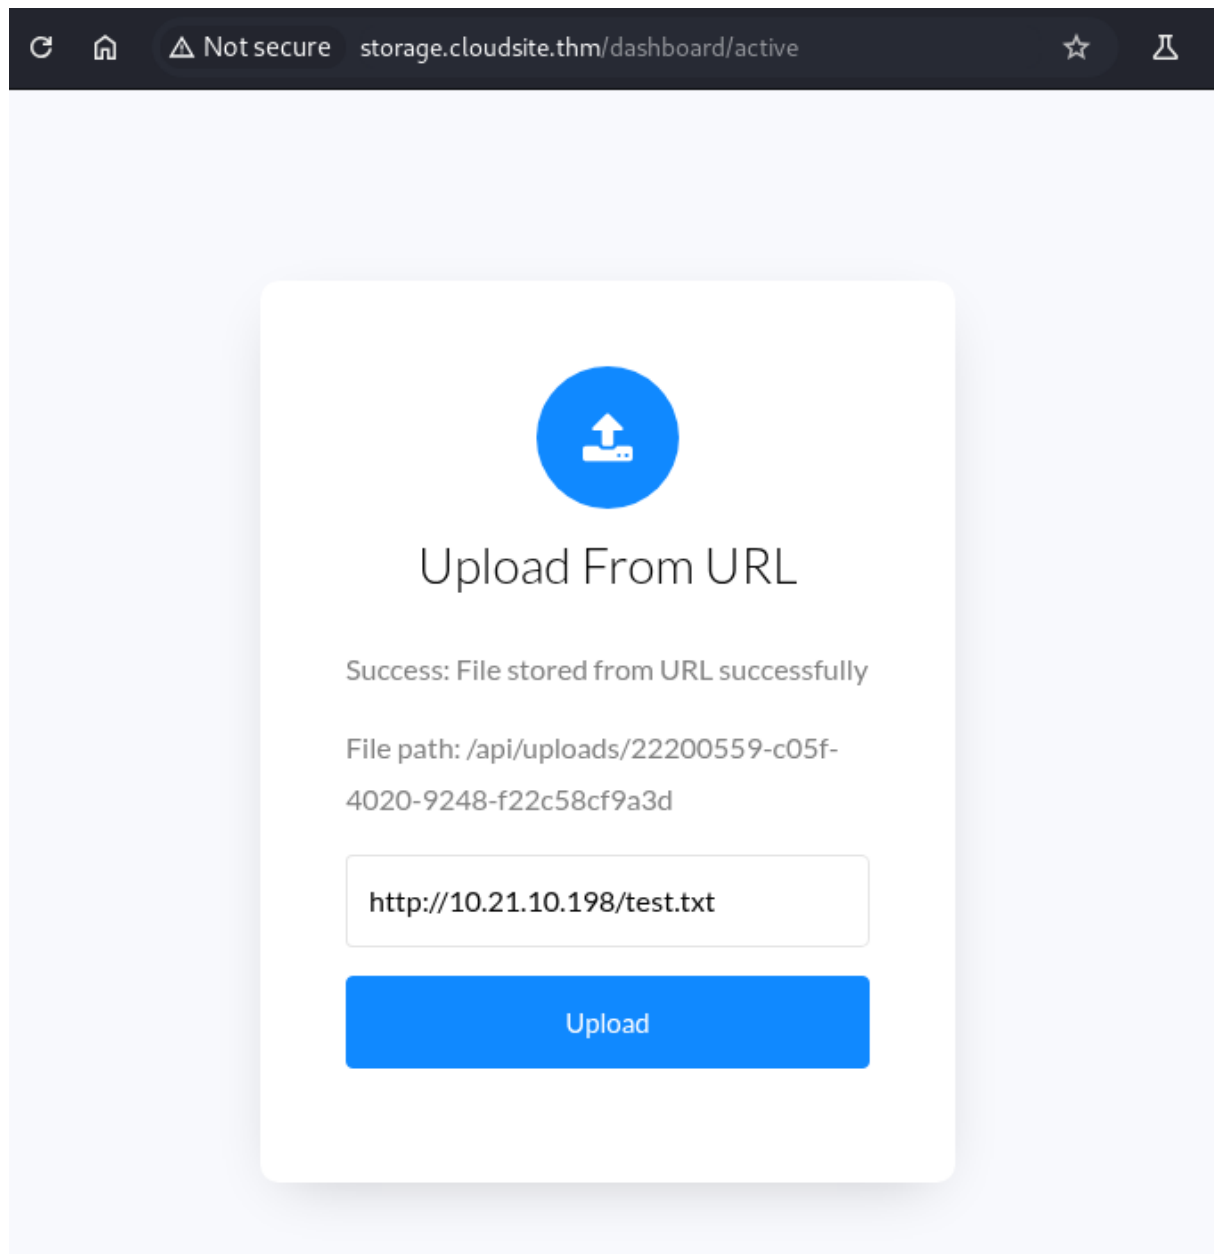 Not secure storage.cloudsite.thm/dashboard/active
Upload From URL
Success: File stored from URL successfully
File path: /api/uploads/22200559-c05f-
4020-9248-f22c58cf9a3d
http://10.21.10.198/test.txt
Upload